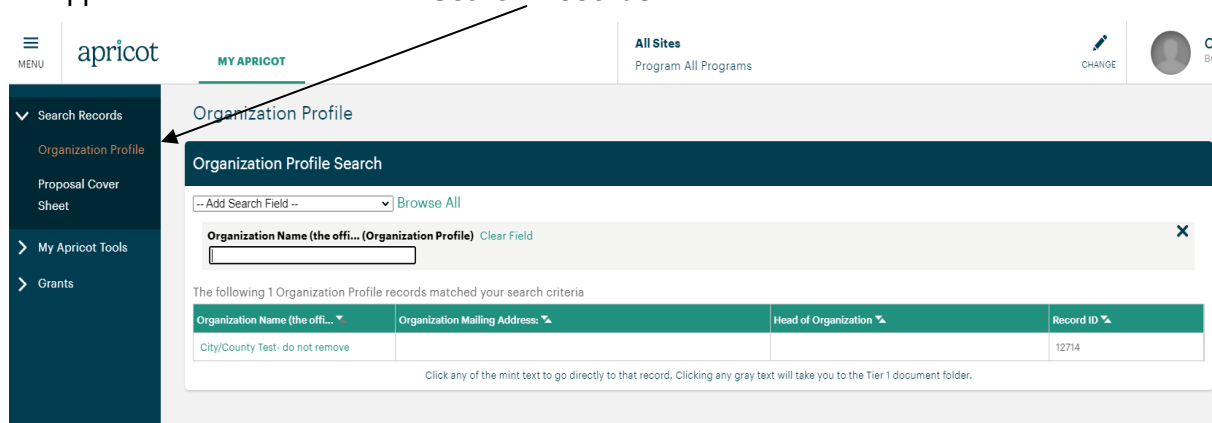 MENU
apricot
MY APRICOT
All Sites
Program All Programs
CHANGE
Search Records
Organization Profile
Proposal Cover
Sheet
My Apricot Tools
Grants
Organization Profile
Organization Profile Search
-- Add Search Field -- Browse All
Organization Name (the offi... (Organization Profile) Clear Field
The following 1 Organization Profile records matched your search criteria
Organization Name (the offi... Organization Mailing Address: Head of Organization Record ID
City/County Test- do not remove 12714
Click any of the mint text to go directly to that record. Clicking any gray text will take you to the Tier 1 document folder.